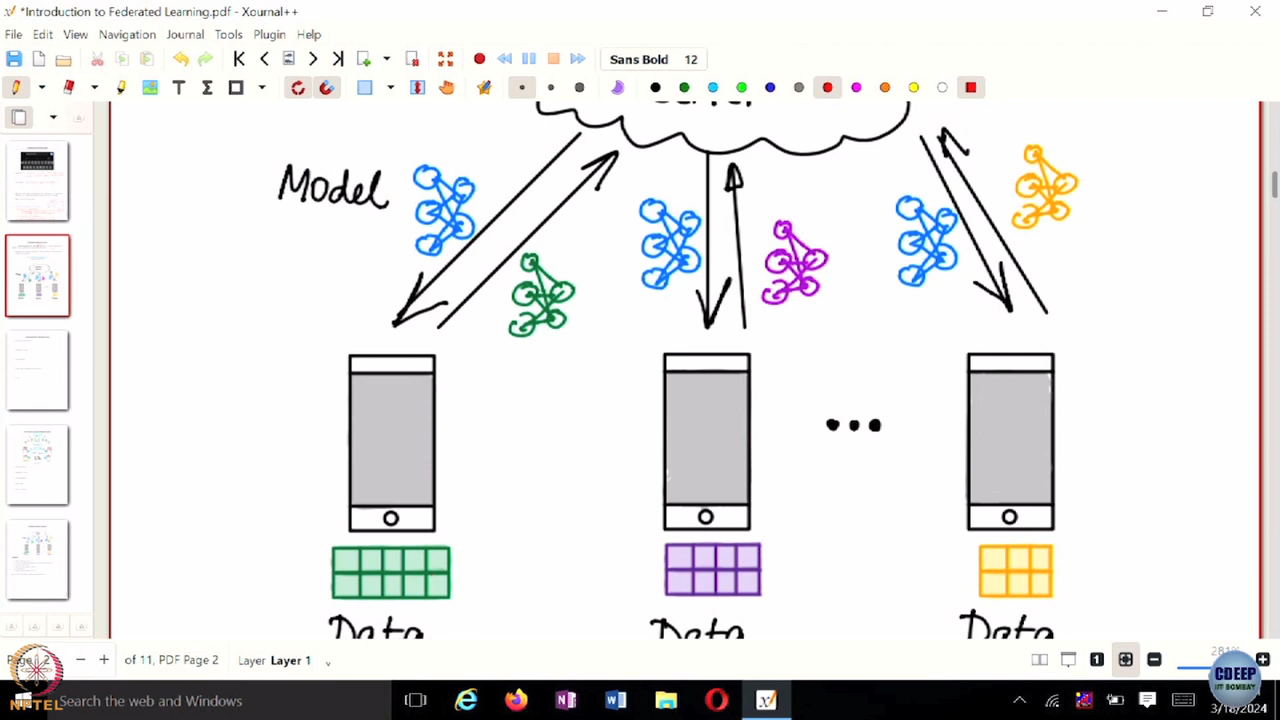 *Introduction to Federated Learning.pdf - Xournal++
File Edit View Navigation Journal Tools Plugin Help
Sans Bold 12
Model
Data Data Data
of 11, PDF Page 2 Layer Layer 1 281%
Search the web and Windows
NPTEL
CDEEP
IIT BOMBAY
3/18/2024